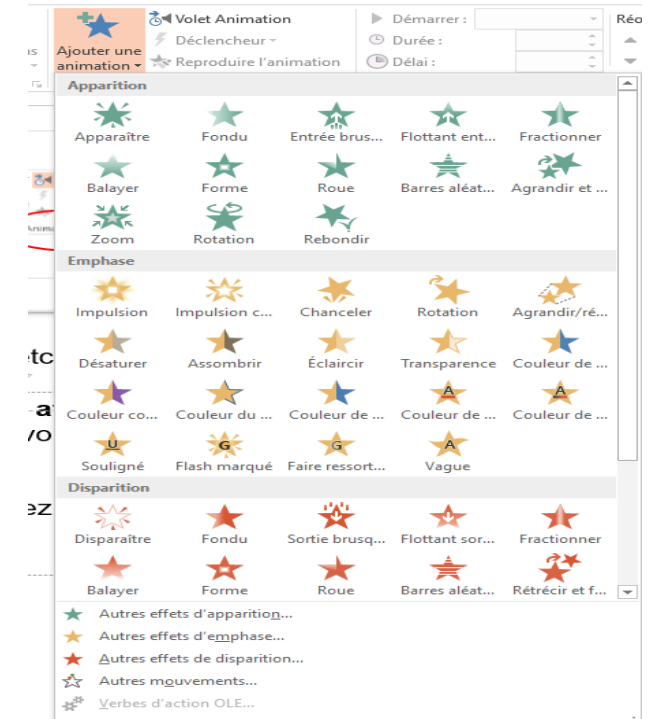 Volet Animation
Démarrer :
Réo
Ajouter une animation
Déclencheur
Durée :
Reproduire l'animation
Délai :
Apparition
Apparaître Fondu Entrée brus... Flottant ent... Fractionner
Balayer Forme Roue Barres aléat... Agrandir et ...
Zoom Rotation Rebondir
Emphase
Impulsion Impulsion c... Chanceler Rotation Agrandir/ré...
Désaturer Assombrir Éclaircir Transparence Couleur de ...
Couleur co... Couleur du ... Couleur de ... Couleur de ... Couleur de ...
Souligné Flash marqué Faire ressort... Vague
Disparition
Disparaître Fondu Sortie brusq... Flottant sor... Fractionner
Balayer Forme Roue Barres aléat... Rétrécir et f...
Autres effets d'apparition...
Autres effets d'emphase...
Autres effets de disparition...
Autres mouvements...
Verbes d'action OLE...
etc
a
vo
ez